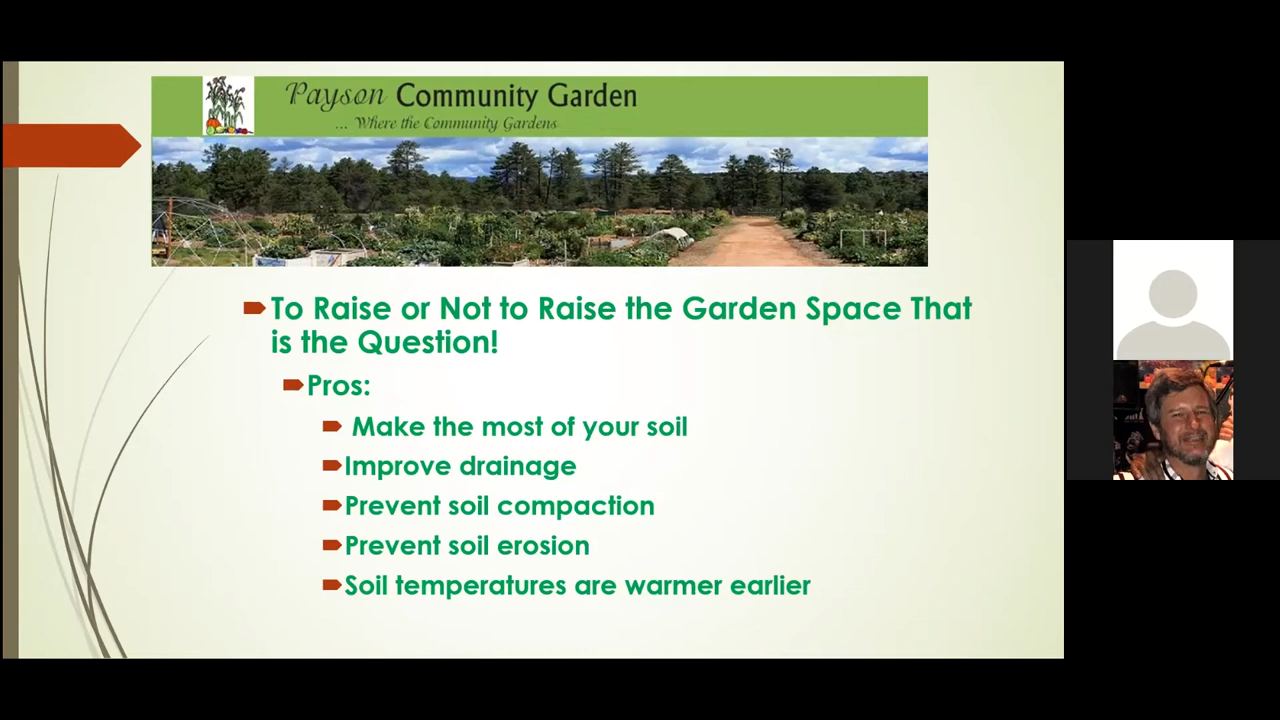 Payson Community Garden
... Where the Community Gardens
To Raise or Not to Raise the Garden Space That
is the Question!
Pros:
Make the most of your soil
Improve drainage
Prevent soil compaction
Prevent soil erosion
Soil temperatures are warmer earlier